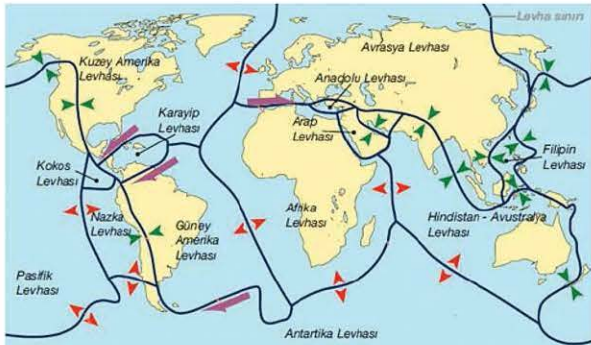 Levha sınırı
Avrasya Levhası
Kuzey Amerika
Levhası
Anadolu Levhası
Karayip
Levhası
Arap
Levhası
Kokos
Levhası
Filipin
Levhası
Nazka
Levhası
Güney
Amerika
Levhası
Afrika
Levhası
Hindistan - Avustralya
Levhası
Pasifik
Levhası
Antartika Levhası